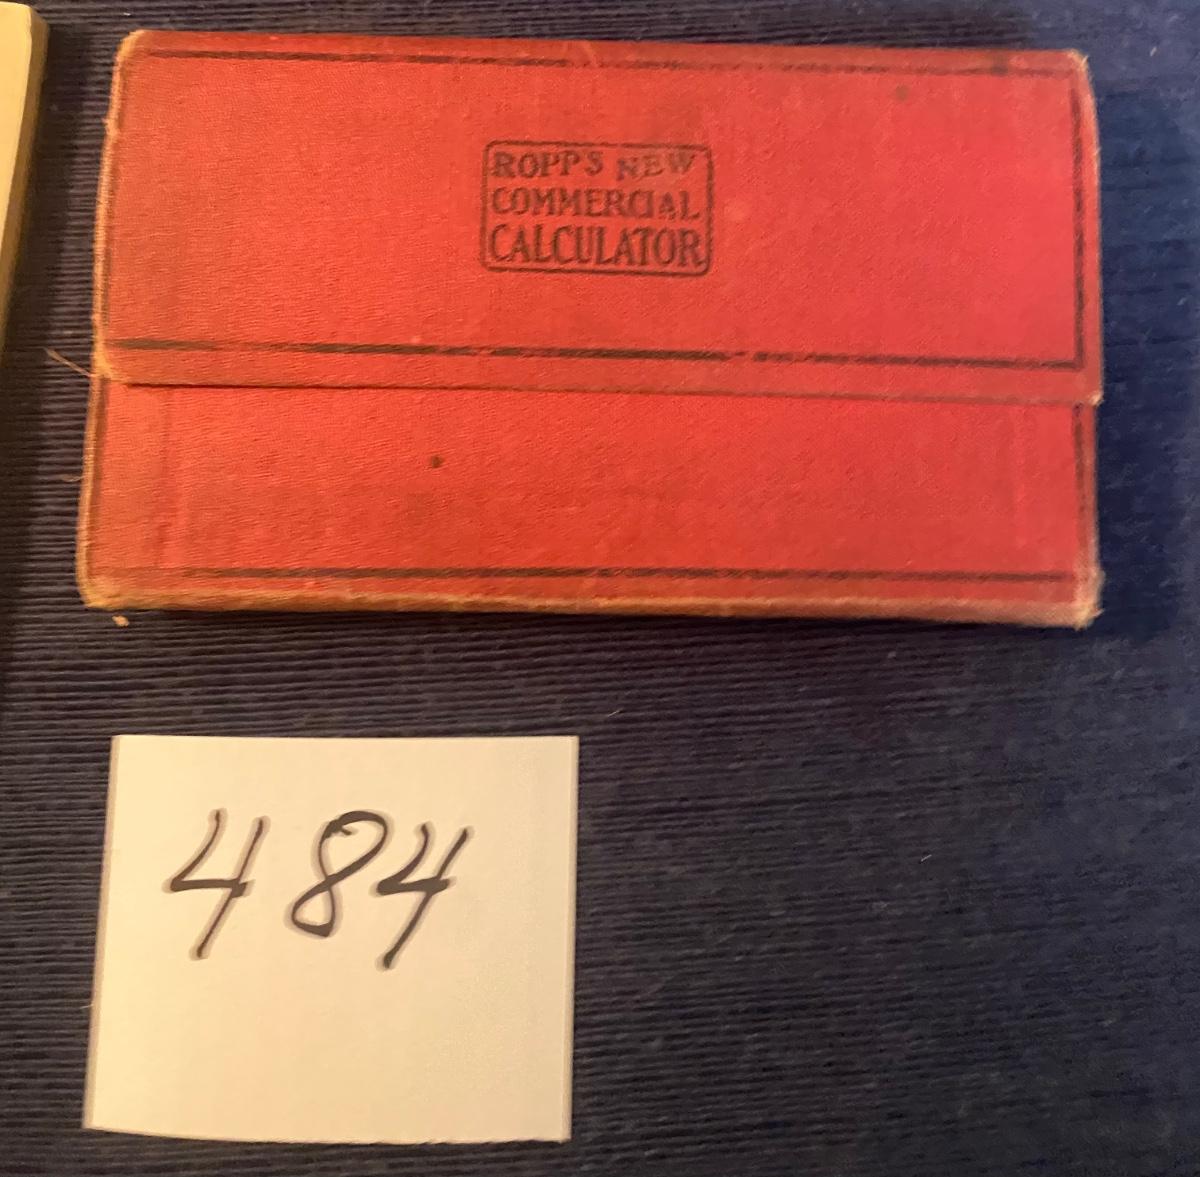 ROPP'S NEW
COMMERCIAL
CALCULATOR
484